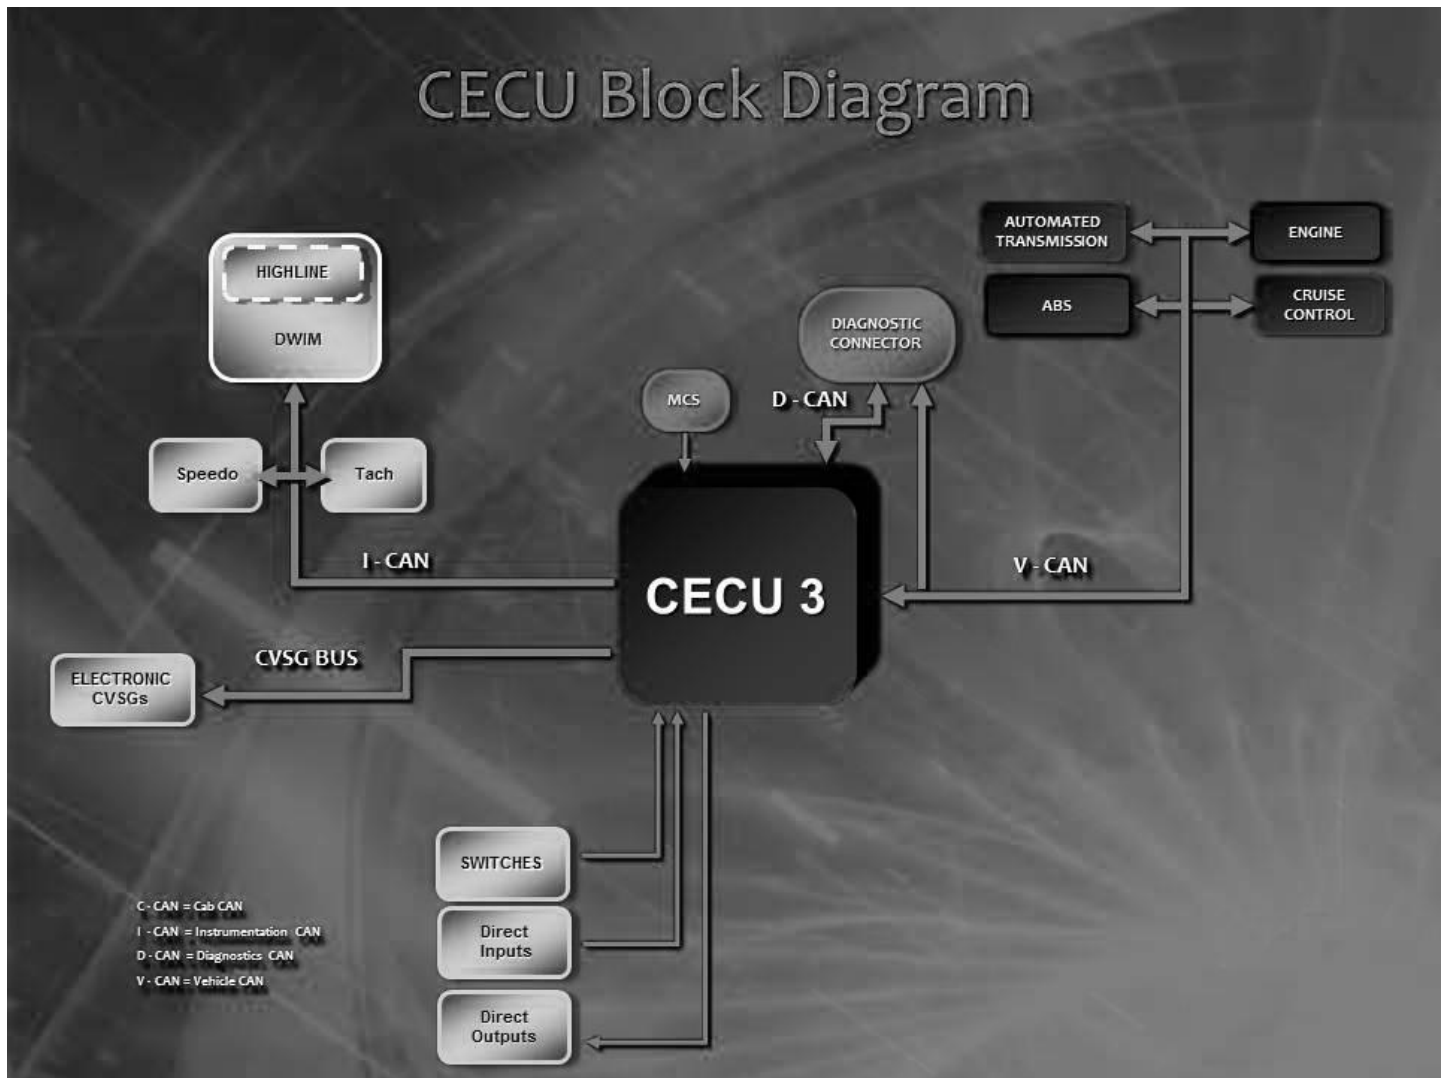 CECU Block Diagram
AUTOMATED
TRANSMISSION
ENGINE
ABS
CRUISE
CONTROL
HIGHLINE
DWIM
DIAGNOSTIC
CONNECTOR
MCS
D - CAN
Speedo
Tach
I - CAN
V - CAN
CECU 3
CVSG BUS
ELECTRONIC
CVSGs
SWITCHES
Direct
Inputs
Direct
Outputs
C - CAN = Cab CAN
I - CAN = Instrumentation CAN
D - CAN = Diagnostics CAN
V - CAN = Vehicle CAN